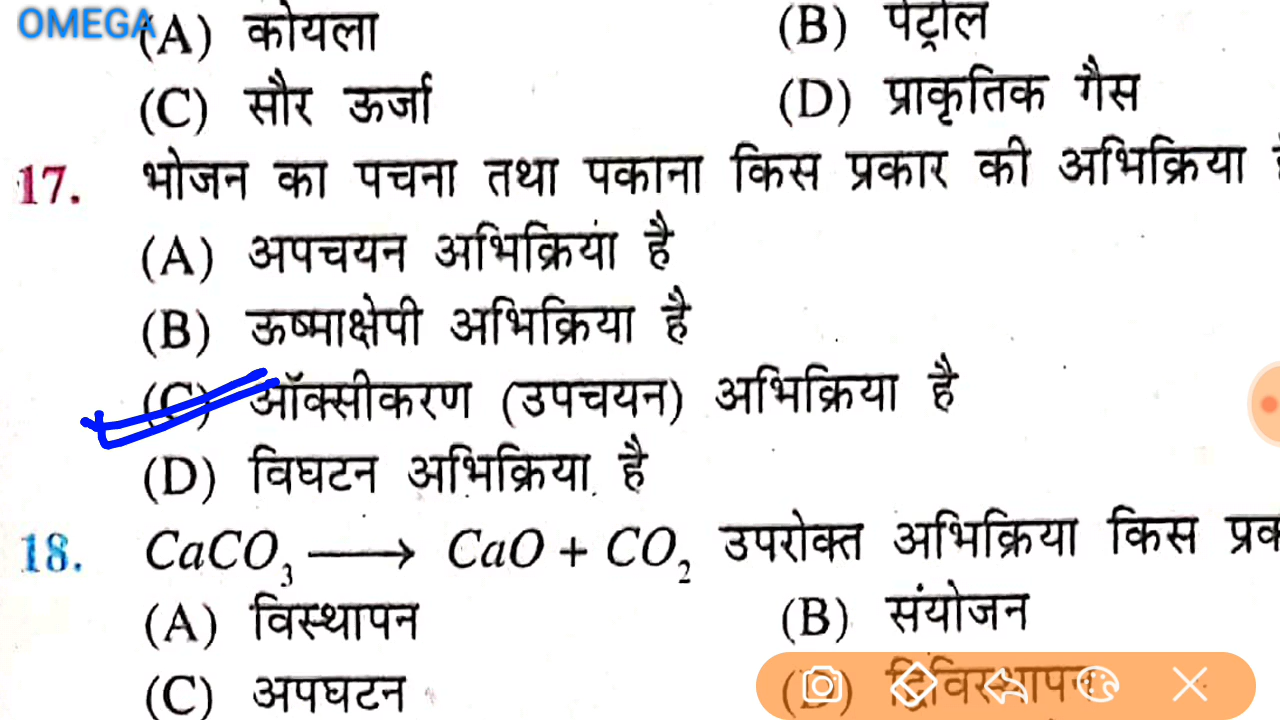 OMEGA
(A) कोयला (B) पेट्रोल
(C) सौर ऊर्जा (D) प्राकृतिक गैस
17. भोजन का पचना तथा पकाना किस प्रकार की अभिक्रिया
(A) अपचयन अभिक्रिया है
(B) ऊष्माक्षेपी अभिक्रिया है
(C) ऑक्सीकरण (उपचयन) अभिक्रिया है
(D) विघटन अभिक्रिया है
18. CaCO₃ ⟶ CaO + CO₂ उपरोक्त अभिक्रिया किस
(A) विस्थापन (B) संयोजन
(C) अपघटन (D) द्विविस्थापन